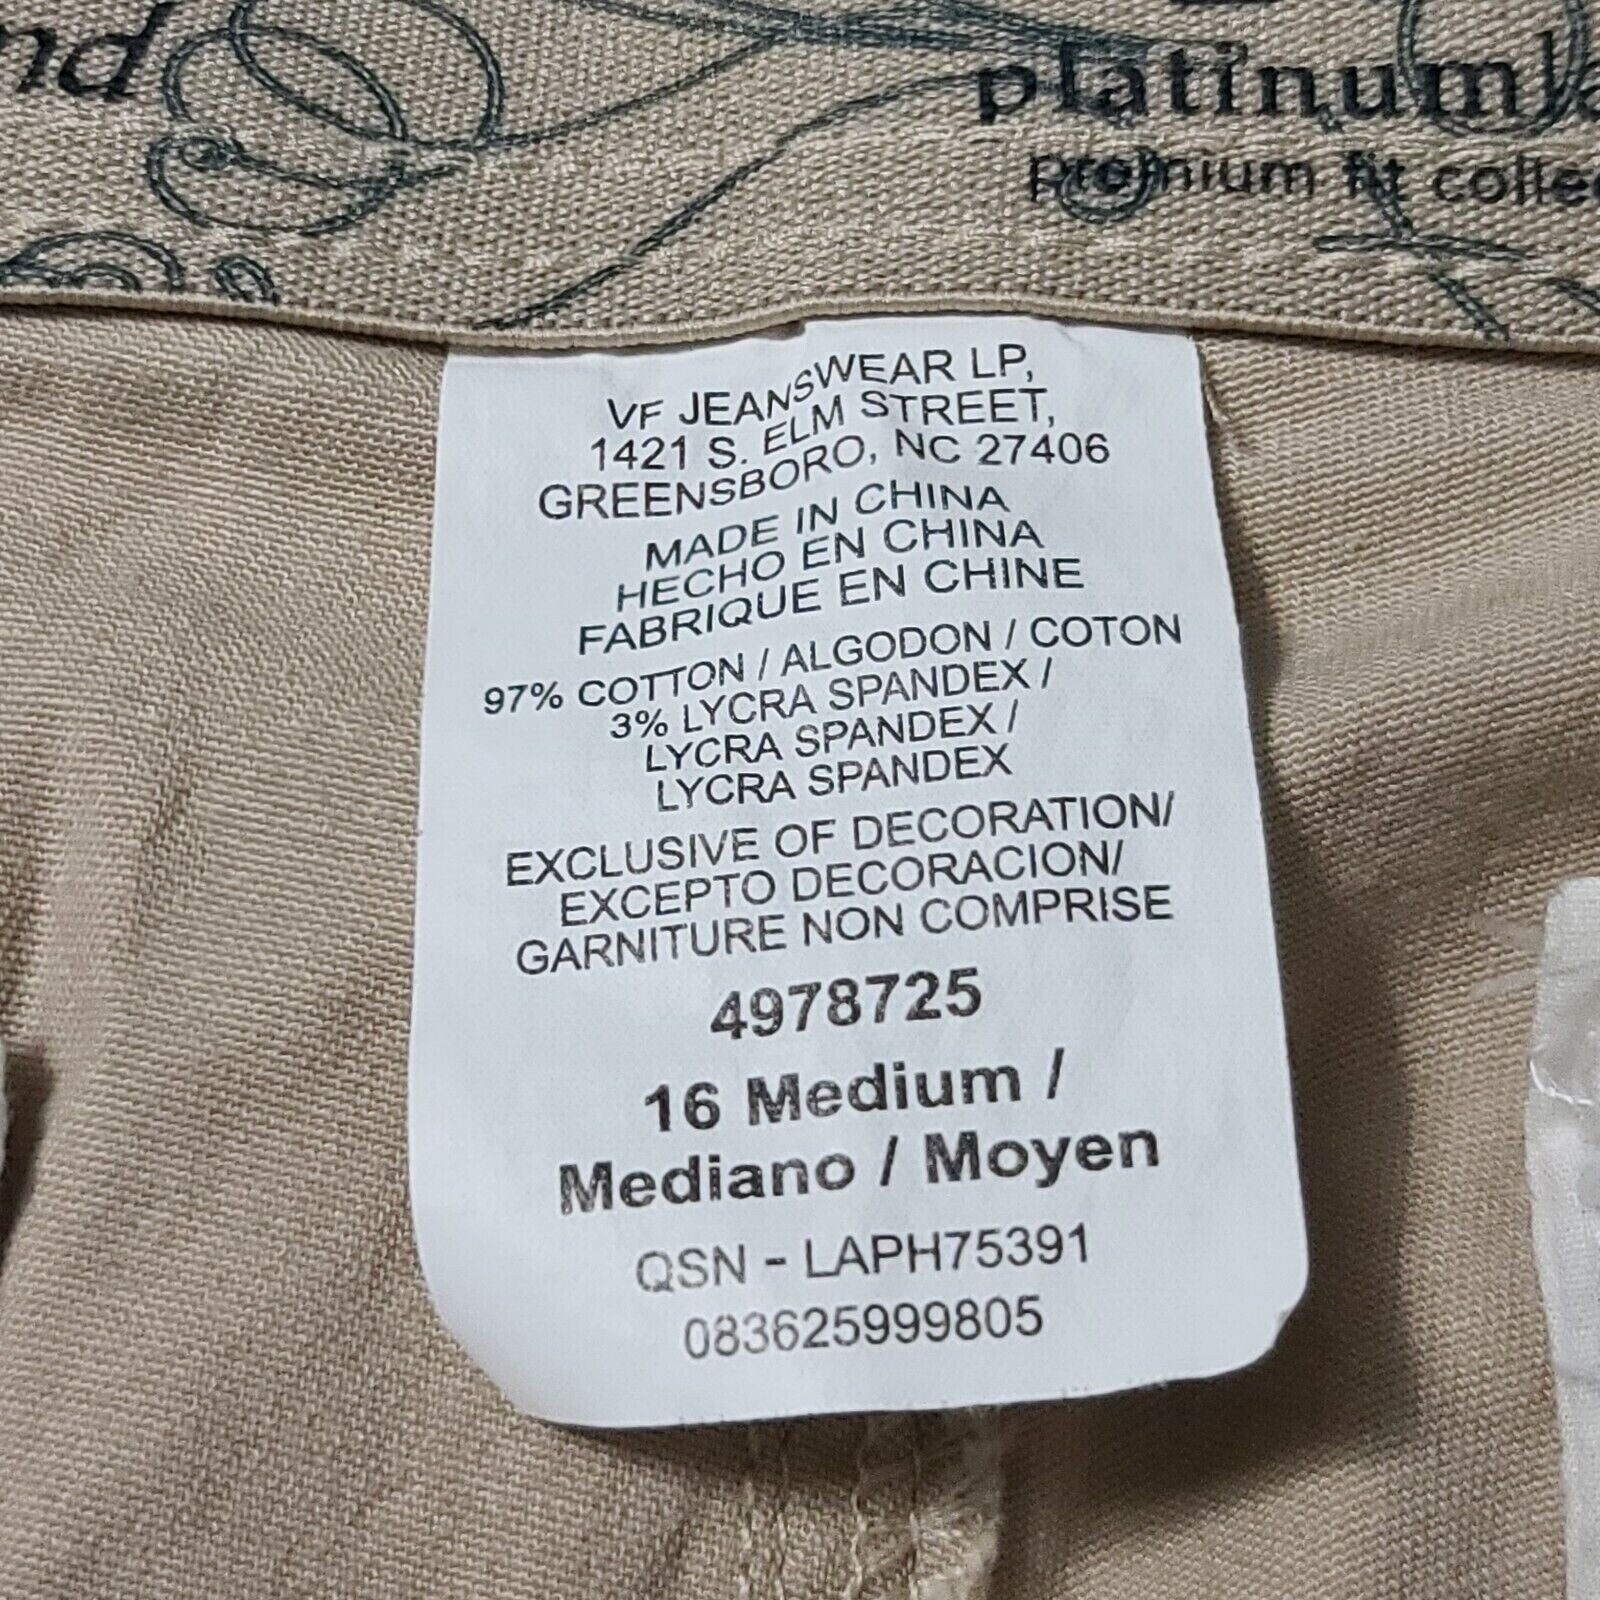 nd
platinum
premium fit collec
VF JEANSWEAR LP,
1421 S. ELM STREET,
GREENSBORO, NC 27406
MADE IN CHINA
HECHO EN CHINA
FABRIQUE EN CHINE
97% COTTON / ALGODON / COTON
3% LYCRA SPANDEX /
LYCRA SPANDEX /
LYCRA SPANDEX
EXCLUSIVE OF DECORATION/
EXCEPTO DECORACION/
GARNITURE NON COMPRISE
4978725
16 Medium /
Mediano / Moyen
QSN - LAPH75391
083625999805